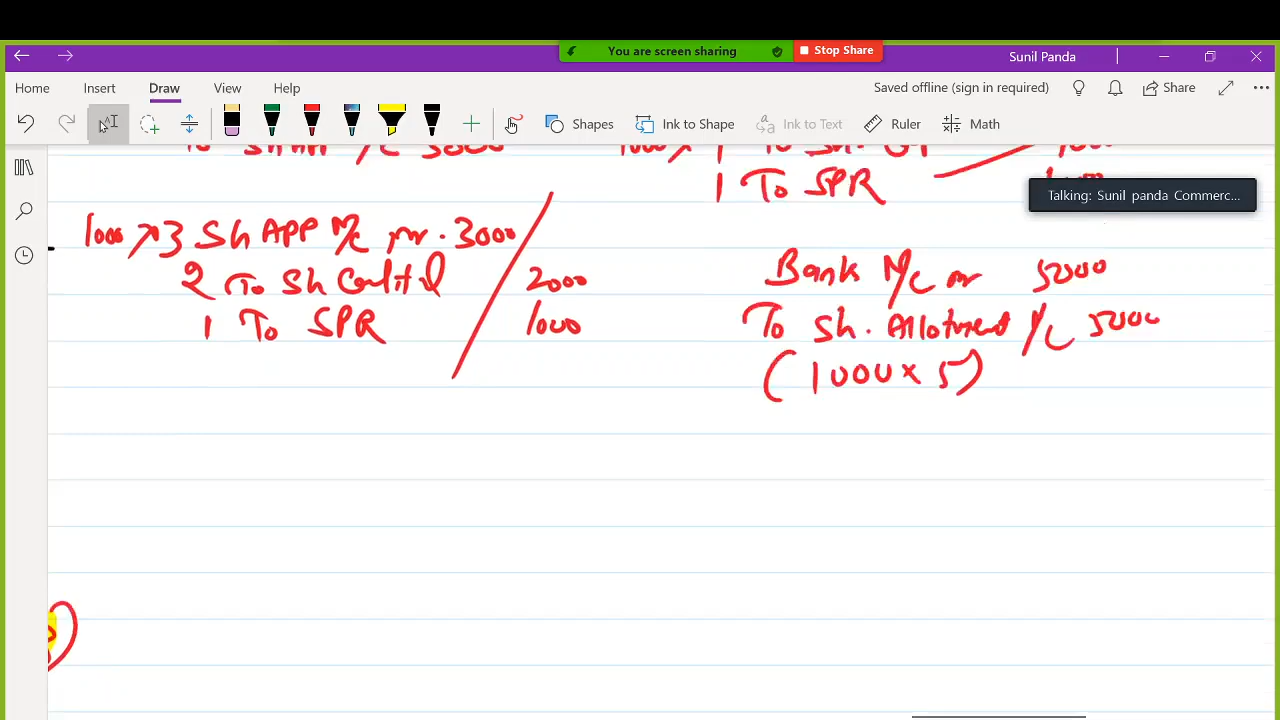 You are screen sharing
Stop Share
Sunil Panda
Home Insert Draw View Help
Saved offline (sign in required)
Share
Shapes
Ink to Shape
Ink to Text
Ruler
Math
Talking: Sunil panda Commerc...
1 To SPR
1000 x 3 Sh APP A/c Dr. 3000
2 To Sh Capital 2000
1 To SPR 1000
Bank A/c Dr 5000
To Sh. Allotment A/c 5000
(1000 x 5)